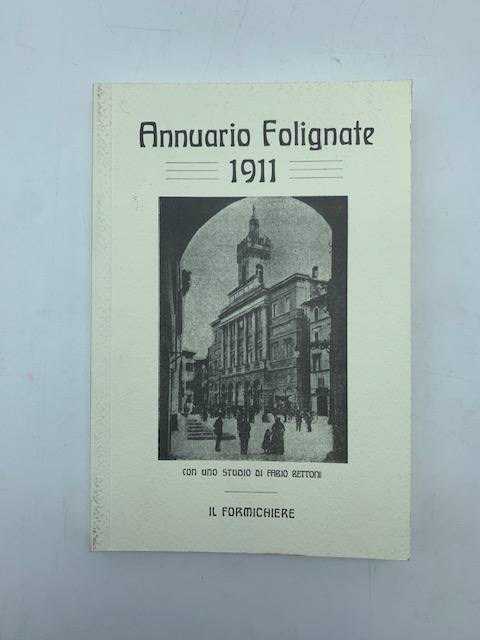 Annuario Folignate
1911
CON UNO STUDIO DI FABIO BETTONI
IL FORMICHIERE